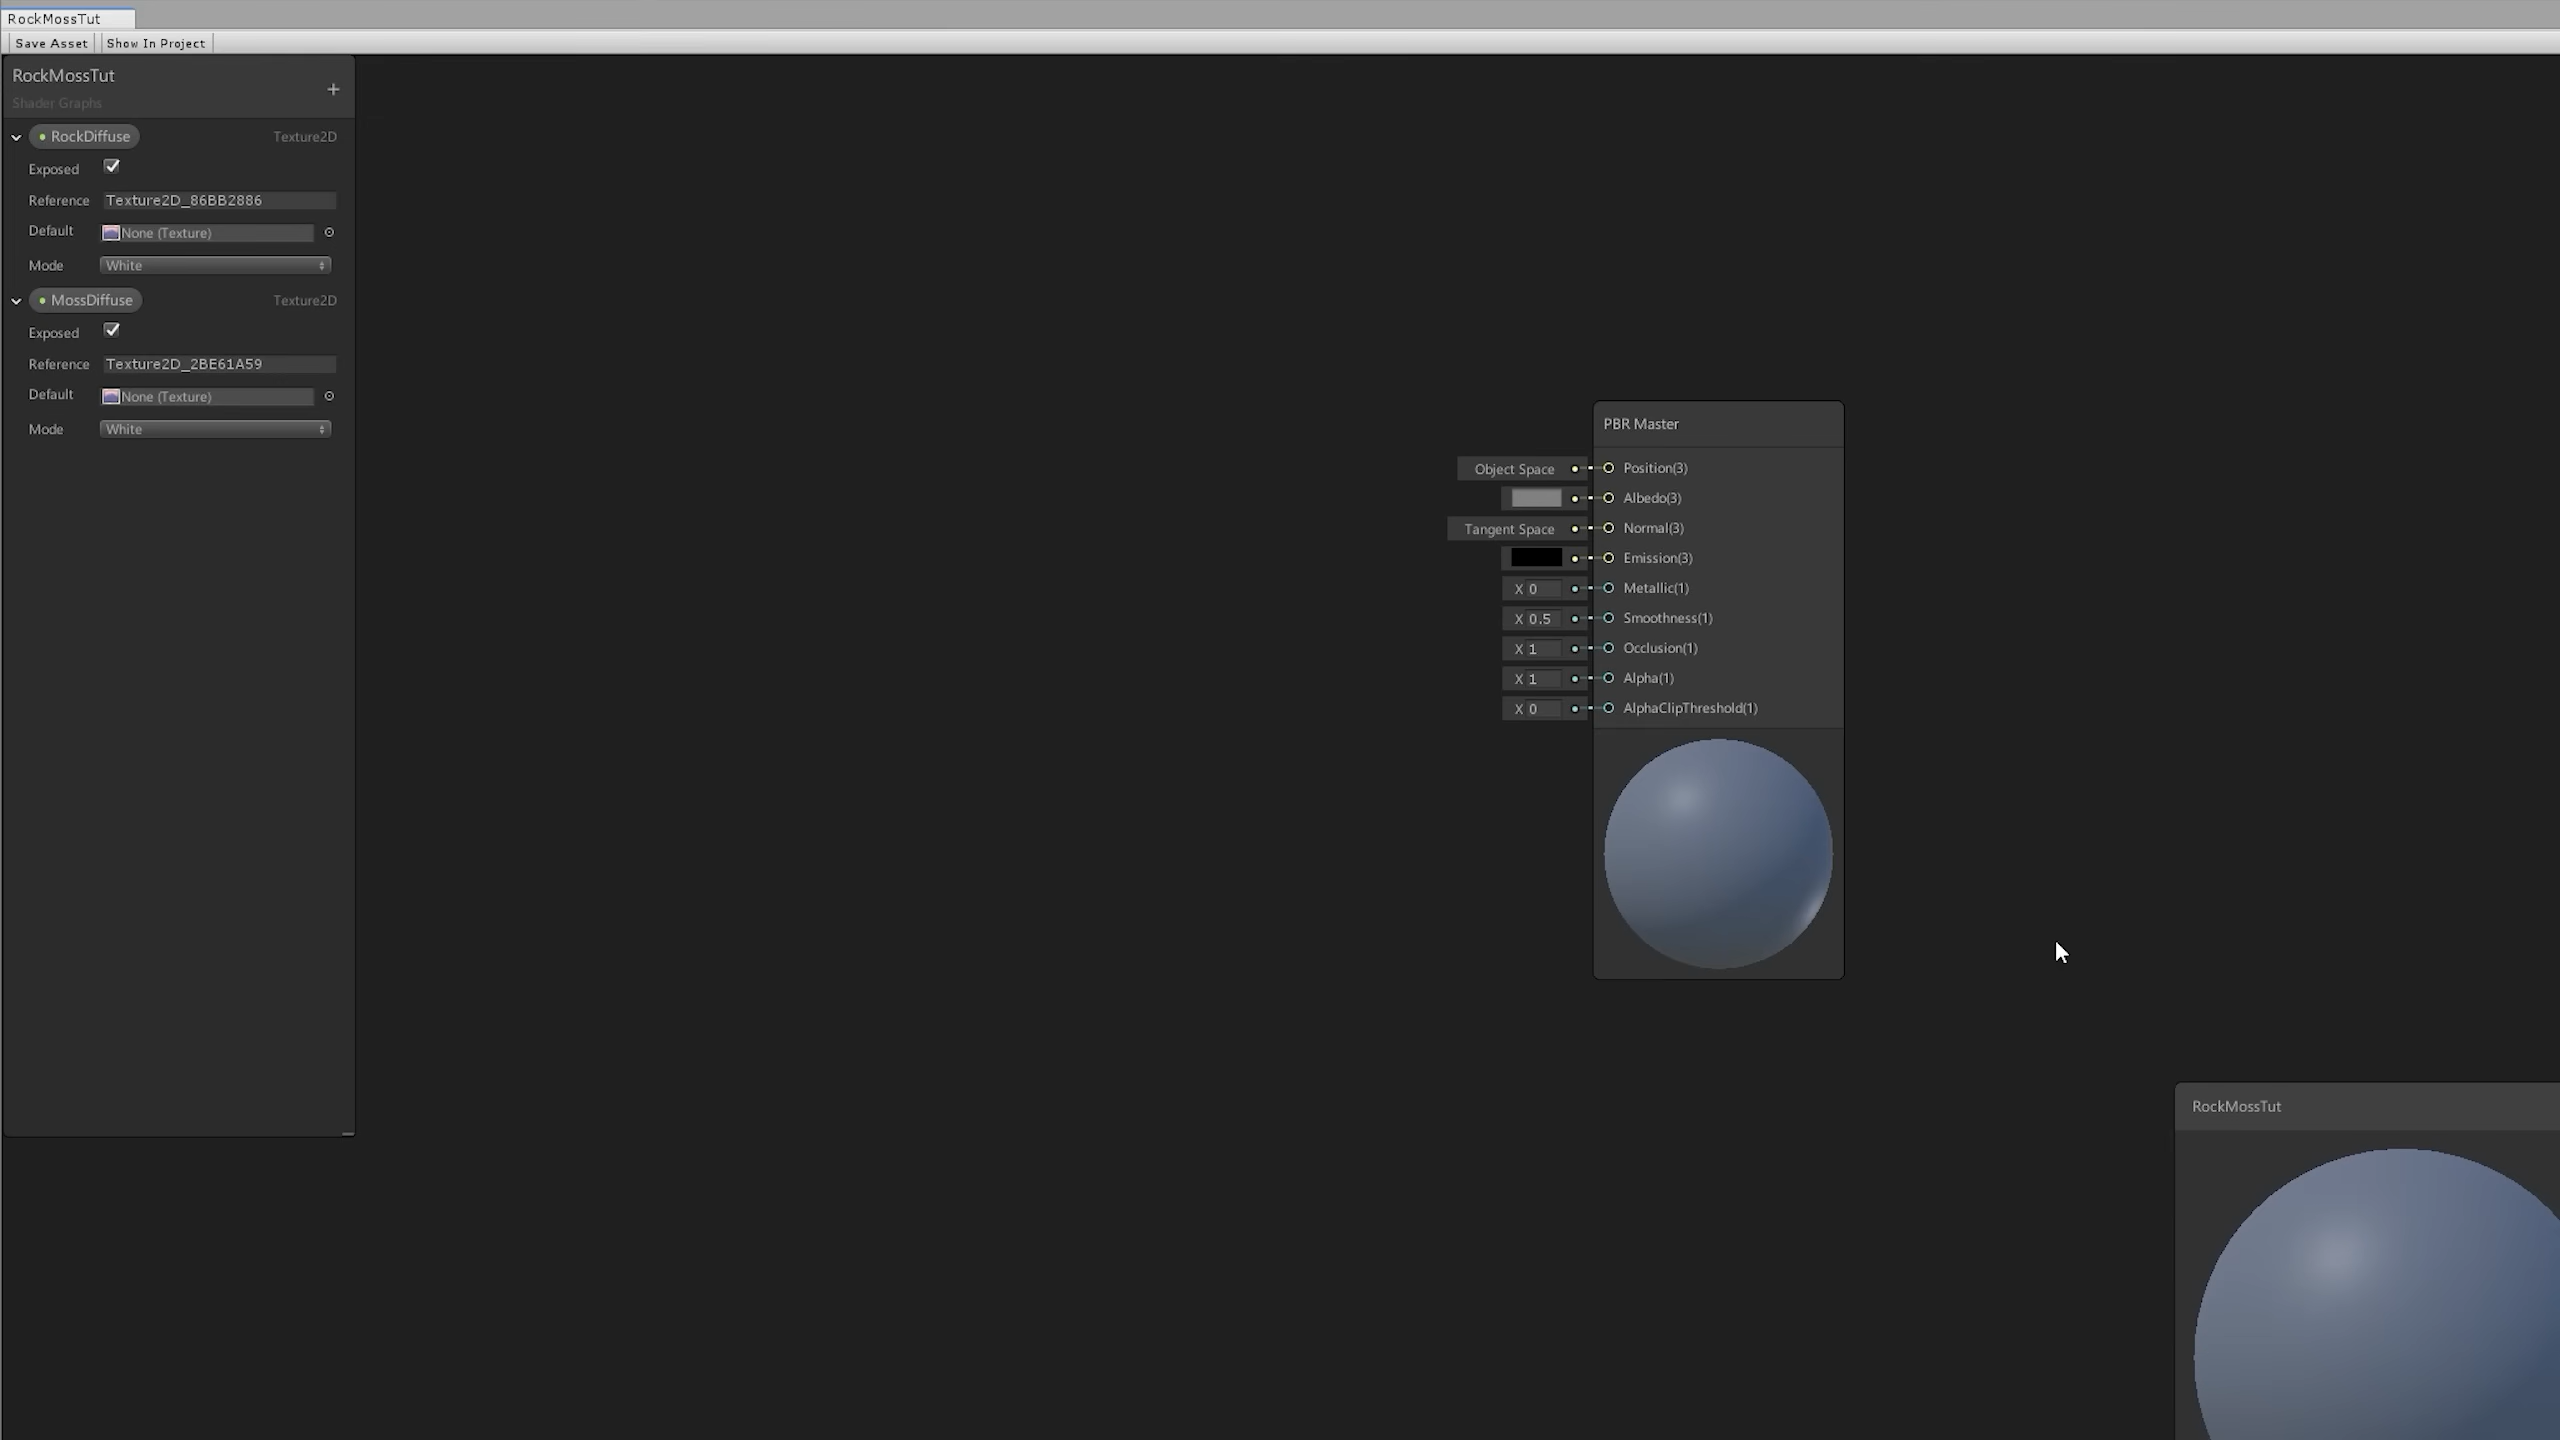 RockMossTut
Save Asset
Show In Project
RockMossTut
Shader Graphs
RockDiffuse
Texture2D
Exposed
Reference
Texture2D_86BB2886
Default
None (Texture)
Mode
White
MossDiffuse
Texture2D
Exposed
Reference
Texture2D_2BE61A59
Default
None (Texture)
Mode
White
PBR Master
Object Space
Position(3)
Albedo(3)
Tangent Space
Normal(3)
Emission(3)
X 0
Metallic(1)
X 0.5
Smoothness(1)
X 1
Occlusion(1)
X 1
Alpha(1)
X 0
AlphaClipThreshold(1)
RockMossTut